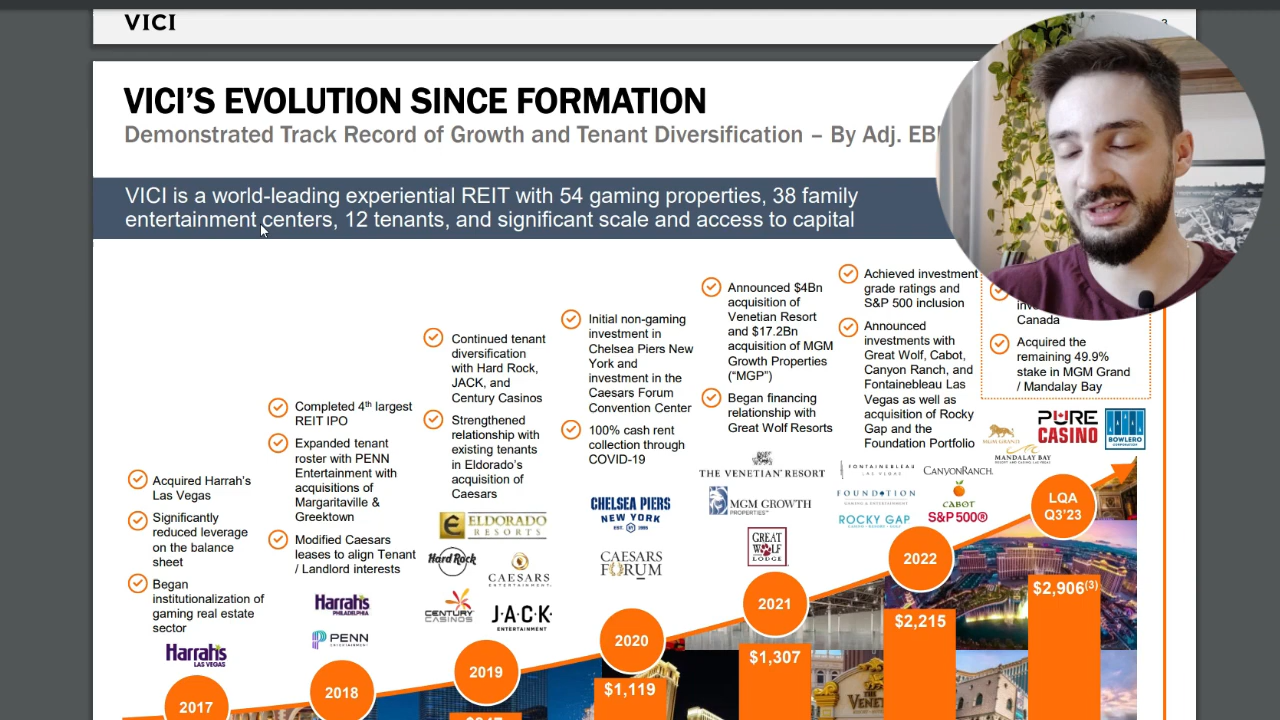 VICI
VICI'S EVOLUTION SINCE FORMATION
Demonstrated Track Record of Growth and Tenant Diversification – By Adj.
VICI is a world-leading experiential REIT with 54 gaming properties, 38 family
entertainment centers, 12 tenants, and significant scale and access to capital
Acquired Harrah's
Las Vegas
Significantly
reduced leverage
on the balance
sheet
Began
institutionalization of
gaming real estate
sector
Harrah's
LAS VEGAS
2017
Completed 4th largest
REIT IPO
Expanded tenant
roster with PENN
Entertainment with
acquisitions of
Margaritaville &
Greektown
Modified Caesars
leases to align Tenant
/ Landlord interests
Harrah's
PHILADELPHIA
PENN
ENTERTAINMENT
2018
Continued tenant
diversification
with Hard Rock,
JACK, and
Century Casinos
Strengthened
relationship with
existing tenants
in Eldorado's
acquisition of
Caesars
ELDORADO
RESORTS
Hard Rock
CAESARS
ENTERTAINMENT
CENTURY
CASINOS
JACK
ENTERTAINMENT
2019
Initial non-gaming
investment in
Chelsea Piers New
York and
investment in the
Caesars Forum
Convention Center
100% cash rent
collection through
COVID-19
CHELSEA PIERS
NEW YORK
CAESARS
FORUM
2020
$1,119
Announced $4Bn
acquisition of
Venetian Resort
and $17.2Bn
acquisition of MGM
Growth Properties
("MGP")
Began financing
relationship with
Great Wolf Resorts
THE VENETIAN RESORT
MGM GROWTH
PROPERTIES
GREAT
WOLF
LODGE
2021
$1,307
Achieved investment
grade ratings and
S&P 500 inclusion
Announced
investments with
Great Wolf, Cabot,
Canyon Ranch, and
Fontainebleau Las
Vegas as well as
acquisition of Rocky
Gap and the
Foundation Portfolio
FONTAINEBLEAU
LAS VEGAS
CANYONRANCH
FOUNDATION
GAMING & ENTERTAINMENT
CABOT
ROCKY GAP
S&P 500®
2022
$2,215
Canada
Acquired the
remaining 49.9%
stake in MGM Grand
/ Mandalay Bay
MGM GRAND
PURE
CASINO
BOWLERO
CORPORATION
MANDALAY BAY
LQA
Q3'23
$2,906(3)